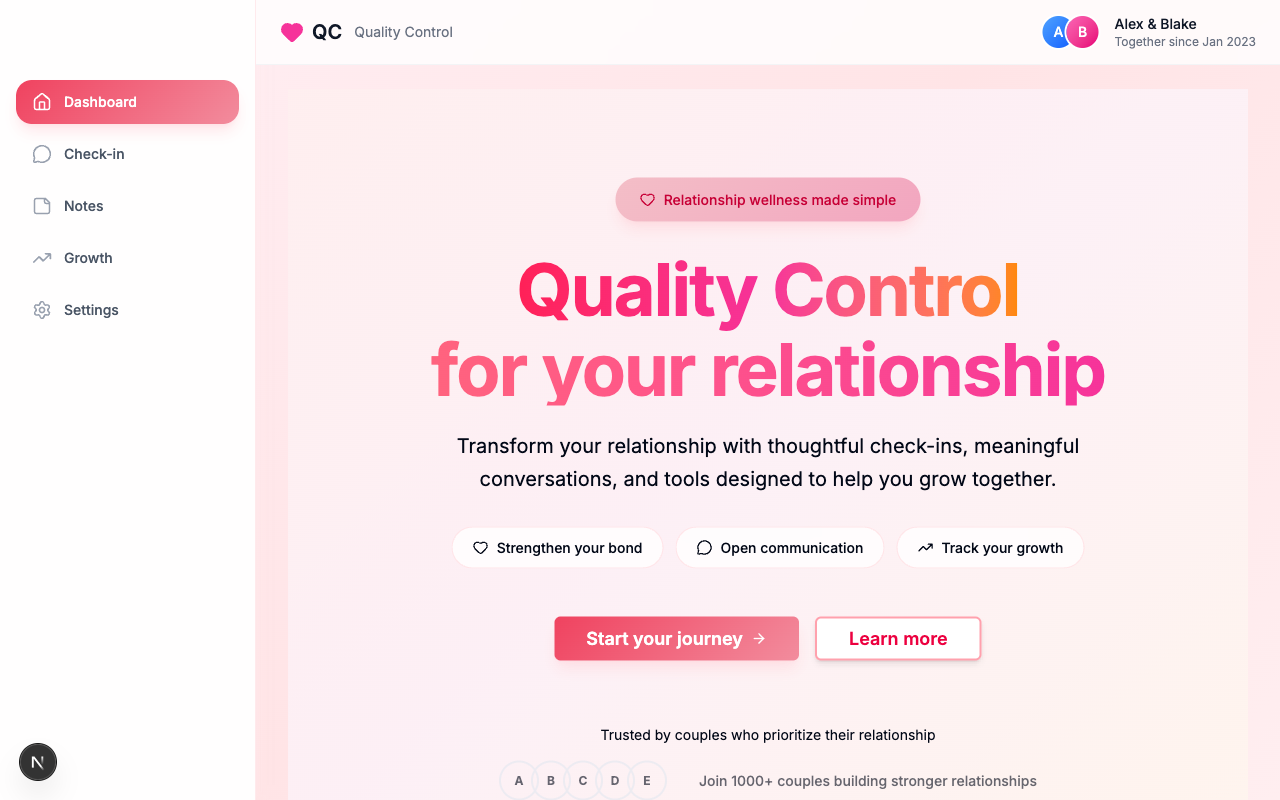 QC Quality Control
A B
Alex & Blake
Together since Jan 2023
Dashboard
Check-in
Notes
Growth
Settings
N
Relationship wellness made simple
Quality Control
for your relationship
Transform your relationship with thoughtful check-ins, meaningful
conversations, and tools designed to help you grow together.
Strengthen your bond
Open communication
Track your growth
Start your journey →
Learn more
Trusted by couples who prioritize their relationship
A B C D E
Join 1000+ couples building stronger relationships